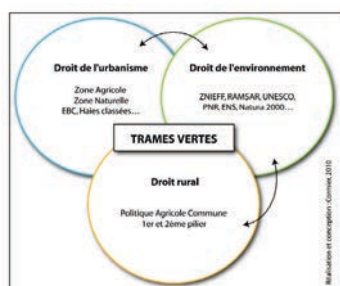 Droit de l'urbanisme
Zone Agricole
Zone Naturelle
EBC, Haies classées…
Droit de l'environnement
ZNIEFF, RAMSAR, UNESCO,
PNR, ENS, Natura 2000…
TRAMES VERTES
Droit rural
Politique Agricole Commune
1er et 2ème pilier
Réalisation et conception : Cormier, 2010